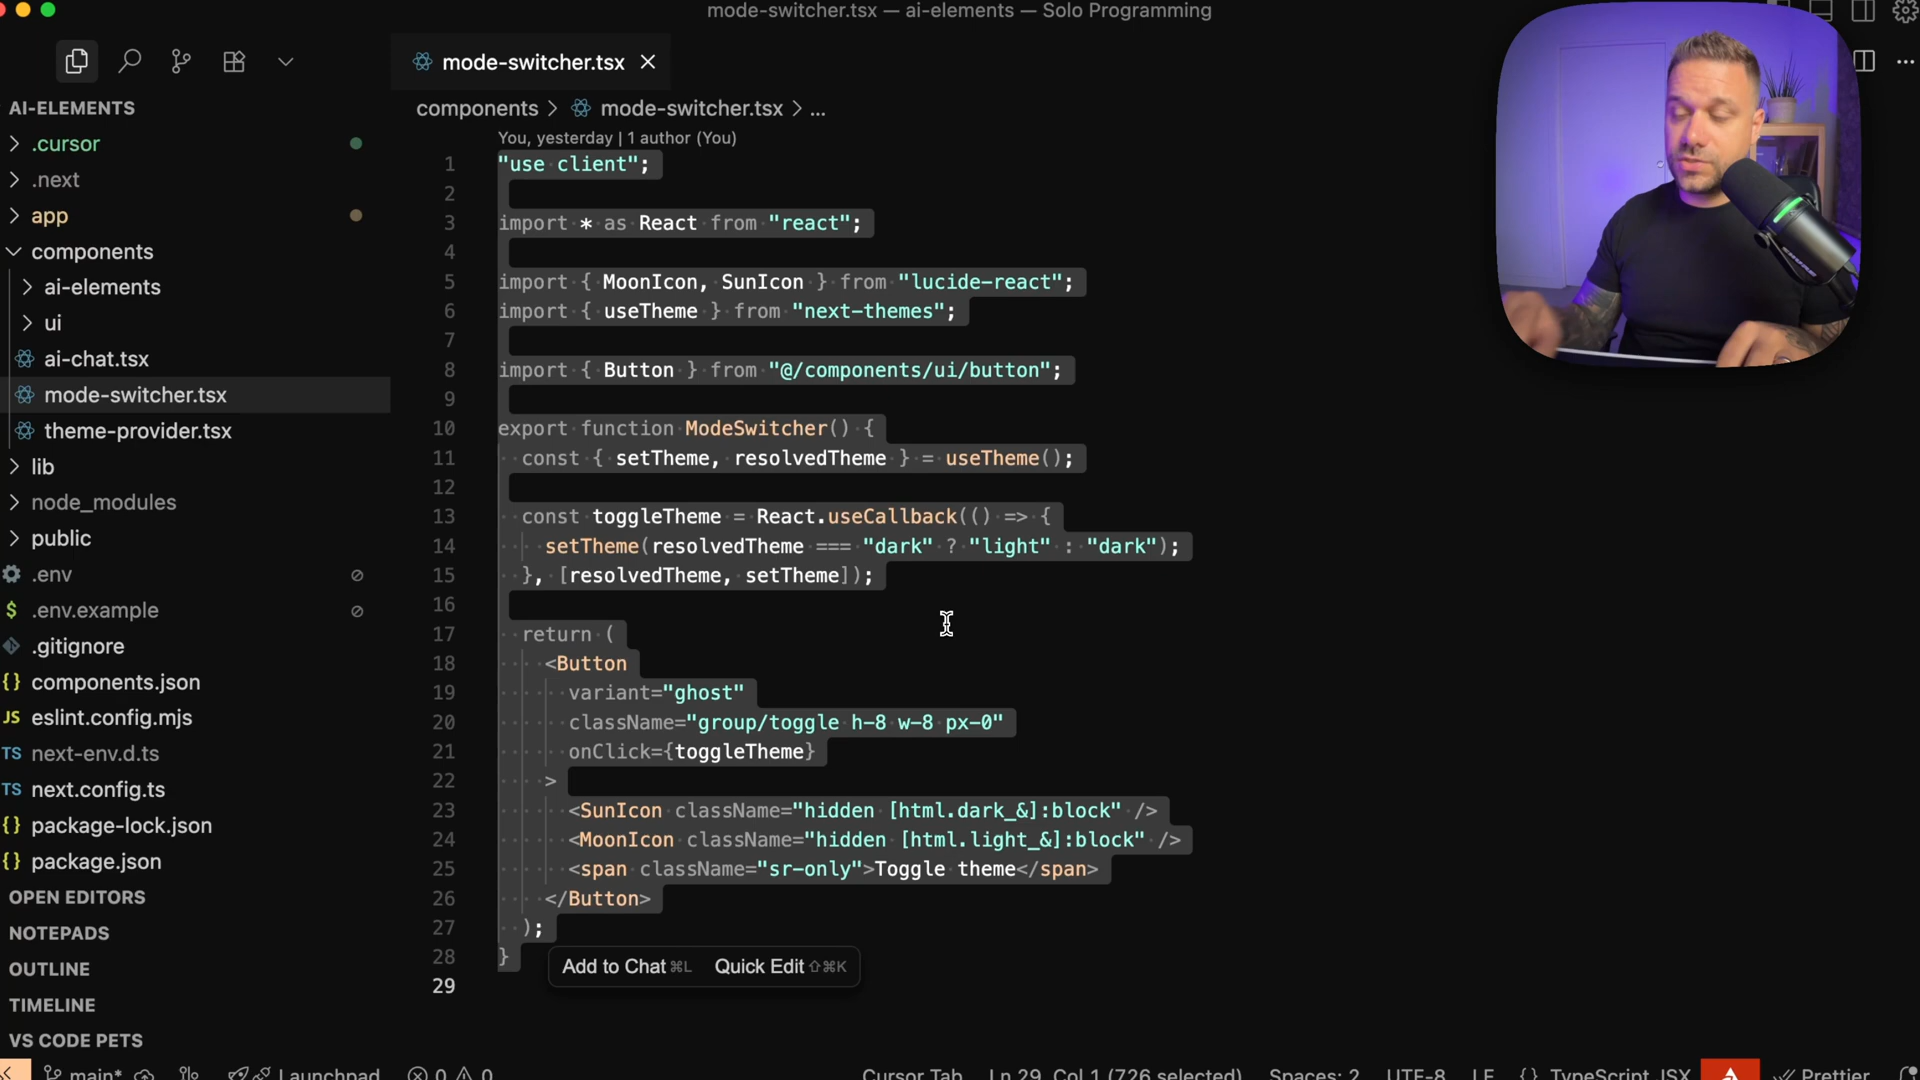 mode-switcher.tsx — ai-elements — Solo Programming
mode-switcher.tsx
AI-ELEMENTS
components > mode-switcher.tsx > ...
.cursor
You, yesterday | 1 author (You)
1 "use client";
.next
2
app
3 import * as React from "react";
components
4
ai-elements
5 import { MoonIcon, SunIcon } from "lucide-react";
ui
6 import { useTheme } from "next-themes";
7
ai-chat.tsx
8 import { Button } from "@/components/ui/button";
mode-switcher.tsx
9
theme-provider.tsx
10 export function ModeSwitcher() {
lib
11 const { setTheme, resolvedTheme } = useTheme();
12
node_modules
13 const toggleTheme = React.useCallback(() => {
public
14 setTheme(resolvedTheme === "dark" ? "light" : "dark");
.env
15 }, [resolvedTheme, setTheme]);
$ .env.example
16
.gitignore
17 return (
18 <Button
{} components.json
19 variant="ghost"
JS eslint.config.mjs
20 className="group/toggle h-8 w-8 px-0"
TS next-env.d.ts
21 onClick={toggleTheme}
22 >
TS next.config.ts
23 <SunIcon className="hidden [html.dark_&]:block" />
{} package-lock.json
24 <MoonIcon className="hidden [html.light_&]:block" />
{} package.json
25 <span className="sr-only">Toggle theme</span>
OPEN EDITORS
26 </Button>
NOTEPADS
27 );
28 }
OUTLINE
Add to Chat ⌘L Quick Edit ⇧⌘K
29
TIMELINE
VS CODE PETS
main* Launchpad 0 0 Cursor Tab Ln 29, Col 1 (726 selected) Spaces: 2 UTF-8 LF {} TypeScript JSX Prettier